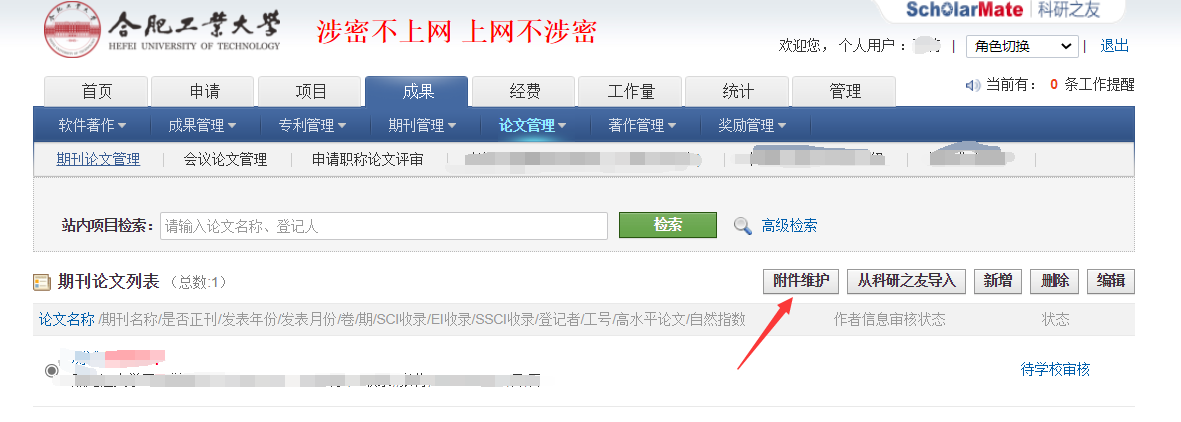 合肥工業大学
HEFEI UNIVERSITY OF TECHNOLOGY
涉密不上网 上网不涉密
SCHOLARMATE 科研之友
欢迎您， 个人用户： | 角色切换 | 退出
首页 申请 项目 成果 经费 工作量 统计 管理
当前有： 0 条工作提醒
软件著作 成果管理 专利管理 期刊管理 论文管理 著作管理 奖励管理
期刊论文管理 | 会议论文管理 | 申请职称论文评审
站内项目检索： 请输入论文名称、登记人 检索 高级检索
期刊论文列表 （总数:1） 附件维护 从科研之友导入 新增 删除 编辑
论文名称 /期刊名称/是否正刊/发表年份/发表月份/卷/期/SCI收录/EI收录/SSCI收录/登记者/工号/高水平论文/自然指数 作者信息审核状态 状态
待学校审核